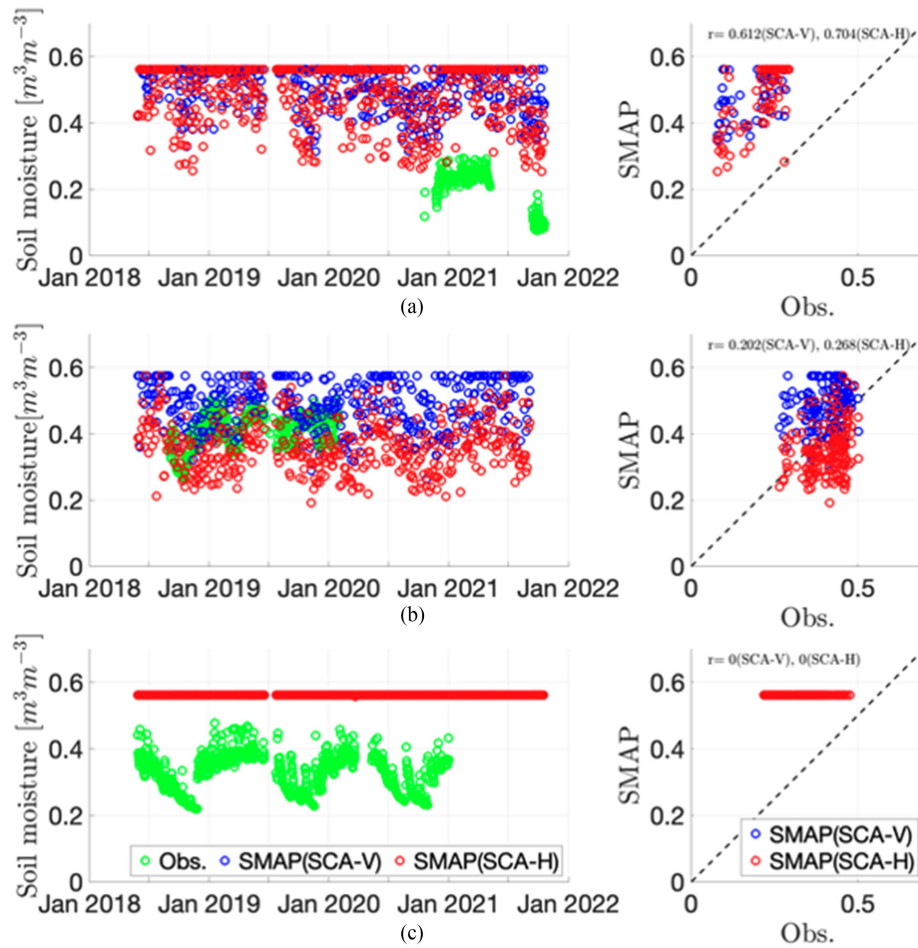 r= 0.612(SCA-V), 0.704(SCA-H)
Soil moisture [m³m⁻³]
0.6
0.4
0.2
0
Jan 2018 Jan 2019 Jan 2020 Jan 2021 Jan 2022
SMAP
0.6
0.4
0.2
0
0 0.5
Obs.
(a)
r= 0.202(SCA-V), 0.268(SCA-H)
Soil moisture[m³m⁻³]
0.6
0.4
0.2
0
Jan 2018 Jan 2019 Jan 2020 Jan 2021 Jan 2022
SMAP
0.6
0.4
0.2
0
0 0.5
Obs.
(b)
r= 0(SCA-V), 0(SCA-H)
Soil moisture [m³m⁻³]
0.6
0.4
0.2
0
Obs. SMAP(SCA-V) SMAP(SCA-H)
Jan 2018 Jan 2019 Jan 2020 Jan 2021 Jan 2022
SMAP
0.6
0.4
0.2
0
SMAP(SCA-V)
SMAP(SCA-H)
0 0.5
Obs.
(c)